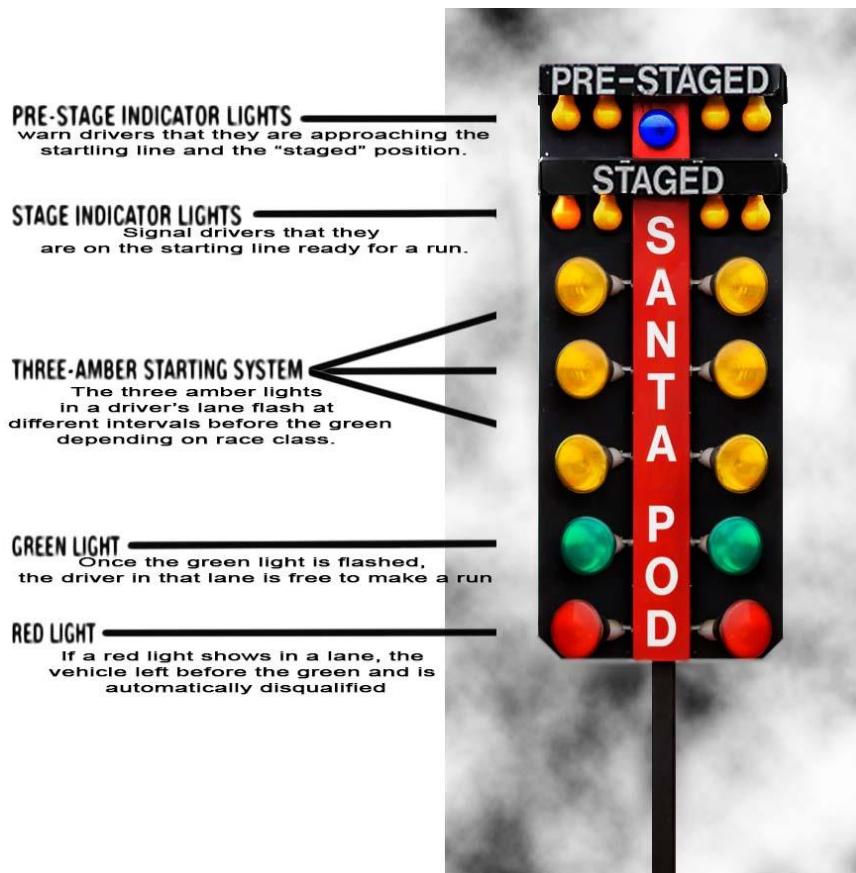 PRE-STAGED
PRE-STAGE INDICATOR LIGHTS
warn drivers that they are approaching the
startling line and the “staged” position.
STAGED
STAGE INDICATOR LIGHTS
Signal drivers that they
are on the starting line ready for a run.
SANTA POD
THREE-AMBER STARTING SYSTEM
The three amber lights
in a driver's lane flash at
different intervals before the green
depending on race class.
GREEN LIGHT
Once the green light is flashed,
the driver in that lane is free to make a run
RED LIGHT
If a red light shows in a lane, the
vehicle left before the green and is
automatically disqualified